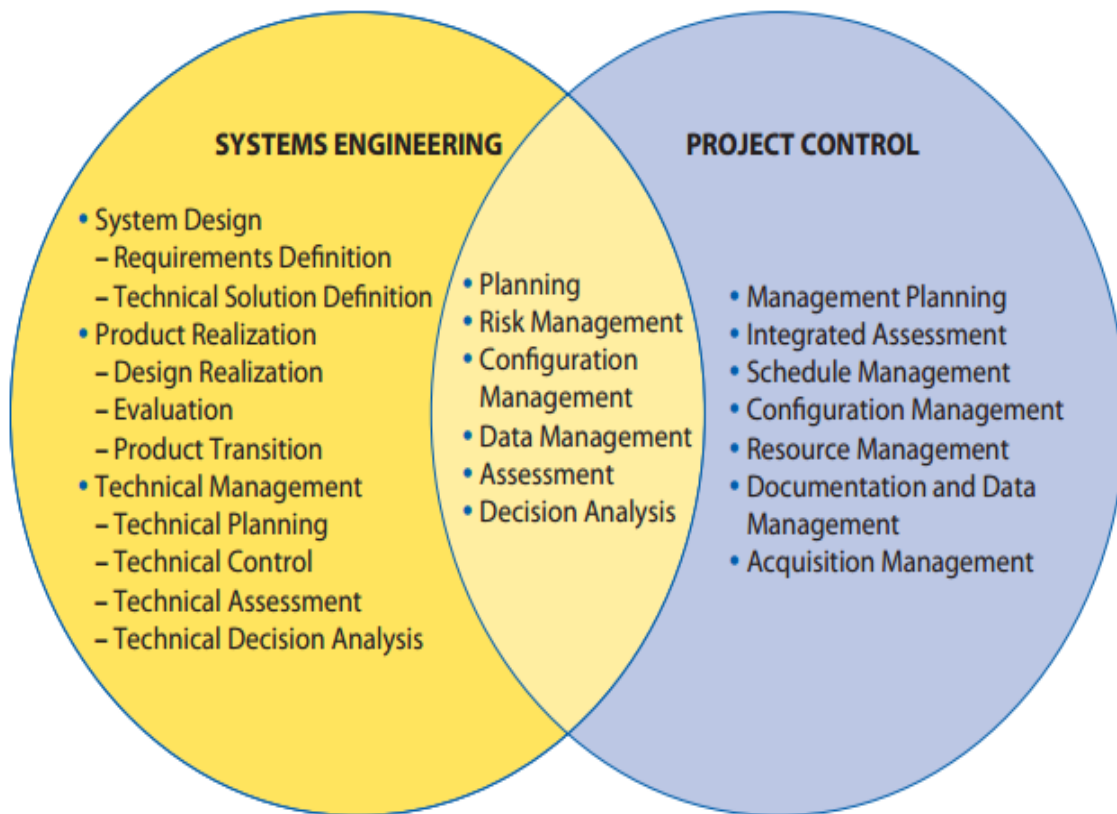 SYSTEMS ENGINEERING
• System Design
– Requirements Definition
– Technical Solution Definition
• Product Realization
– Design Realization
– Evaluation
– Product Transition
• Technical Management
– Technical Planning
– Technical Control
– Technical Assessment
– Technical Decision Analysis
• Planning
• Risk Management
• Configuration
Management
• Data Management
• Assessment
• Decision Analysis
PROJECT CONTROL
• Management Planning
• Integrated Assessment
• Schedule Management
• Configuration Management
• Resource Management
• Documentation and Data
Management
• Acquisition Management